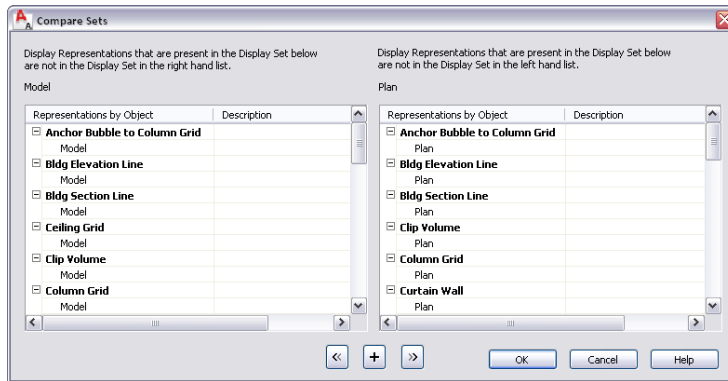 Compare Sets
Display Representations that are present in the Display Set below
are not in the Display Set in the right hand list.
Model
Representations by Object Description
Anchor Bubble to Column Grid
Model
Bldg Elevation Line
Model
Bldg Section Line
Model
Ceiling Grid
Model
Clip Volume
Model
Column Grid
Model
Display Representations that are present in the Display Set below
are not in the Display Set in the left hand list.
Plan
Representations by Object Description
Anchor Bubble to Column Grid
Plan
Bldg Elevation Line
Plan
Bldg Section Line
Plan
Clip Volume
Plan
Column Grid
Plan
Curtain Wall
Plan
OK Cancel Help